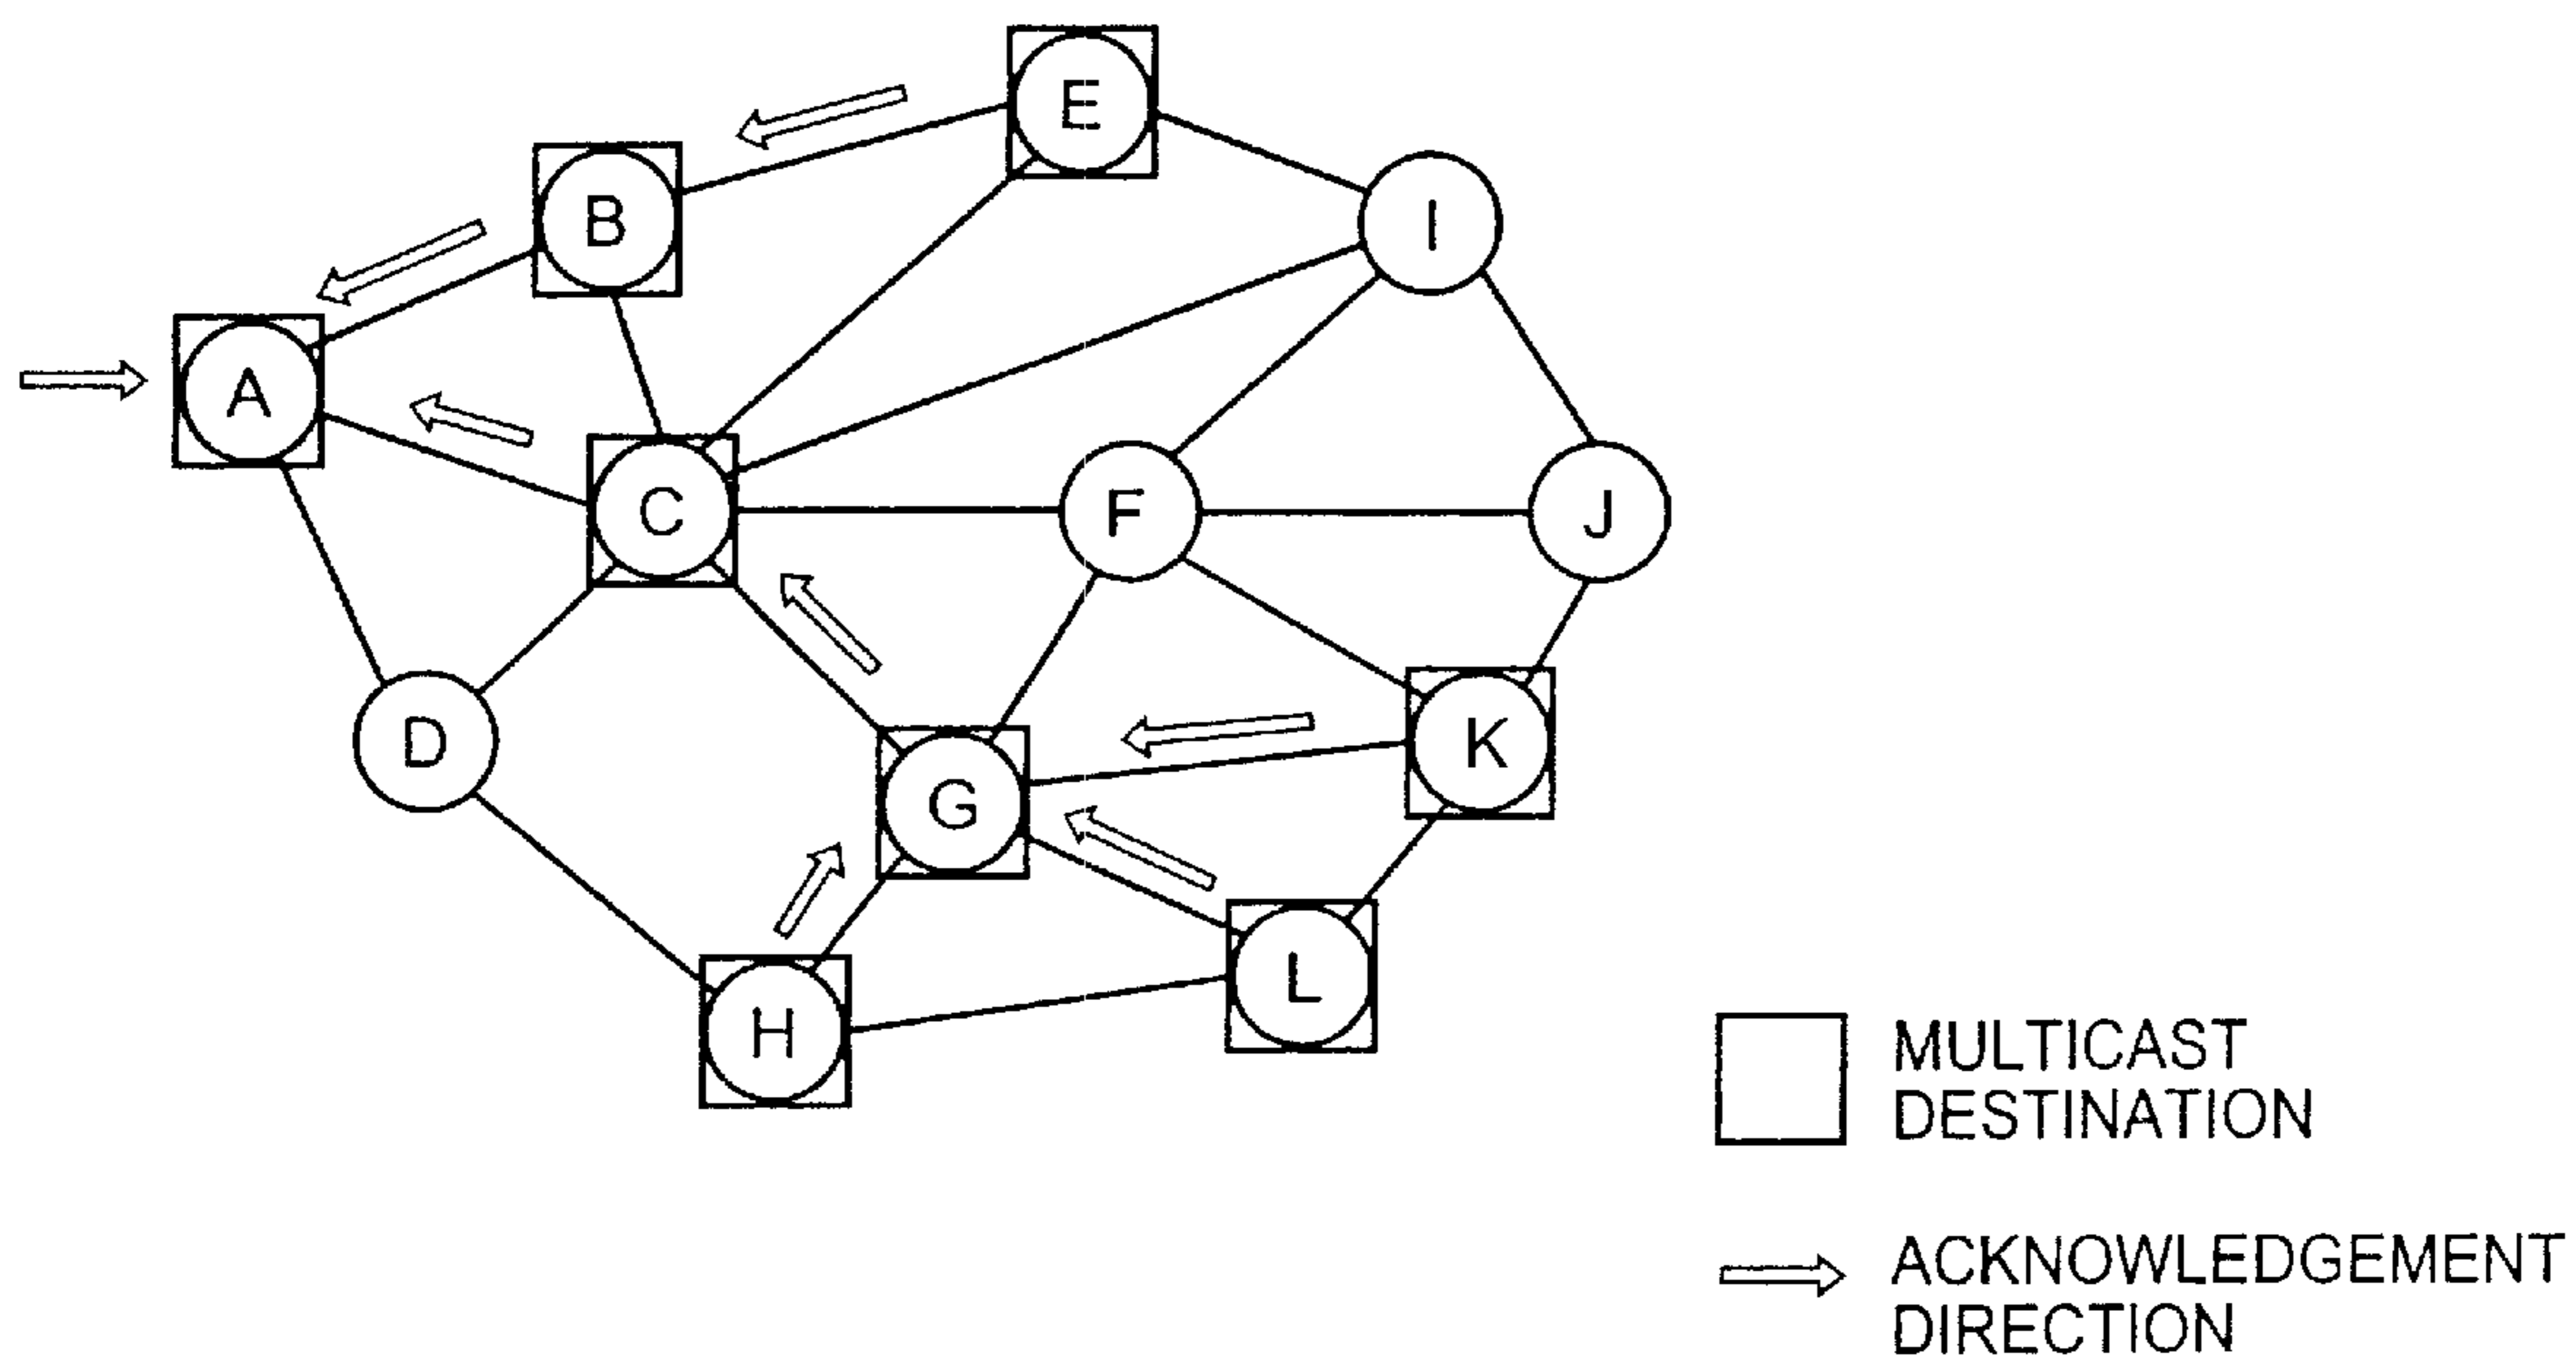 E
B
I
A
C
F
J
D
K
G
L
H
MULTICAST
DESTINATION
ACKNOWLEDGEMENT
DIRECTION